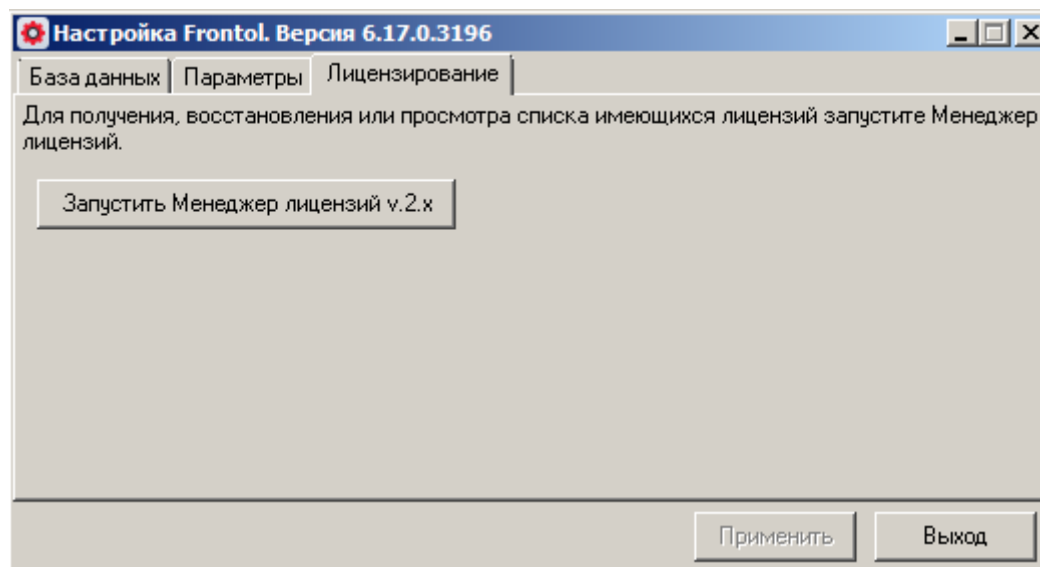 Настройка Frontol. Версия 6.17.0.3196
База данных Параметры Лицензирование
Для получения, восстановления или просмотра списка имеющихся лицензий запустите Менеджер
лицензий.
Запустить Менеджер лицензий v.2.x
Применить Выход